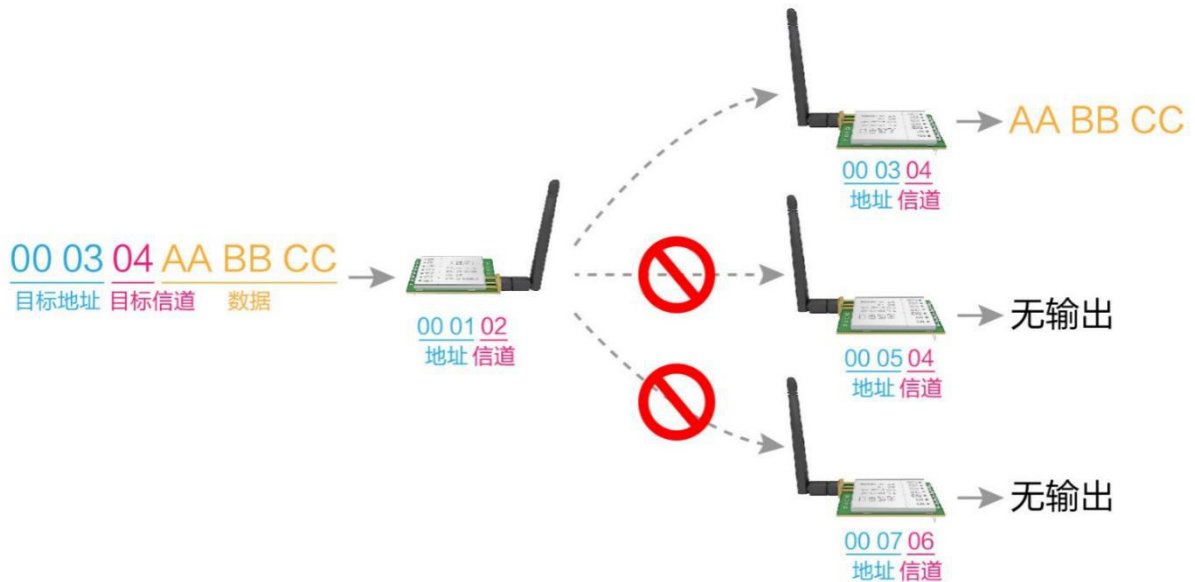 00 03 04 AA BB CC
目标地址 目标信道 数据
00 01 02
地址 信道
AA BB CC
00 03 04
地址 信道
无输出
00 05 04
地址 信道
无输出
00 07 06
地址 信道